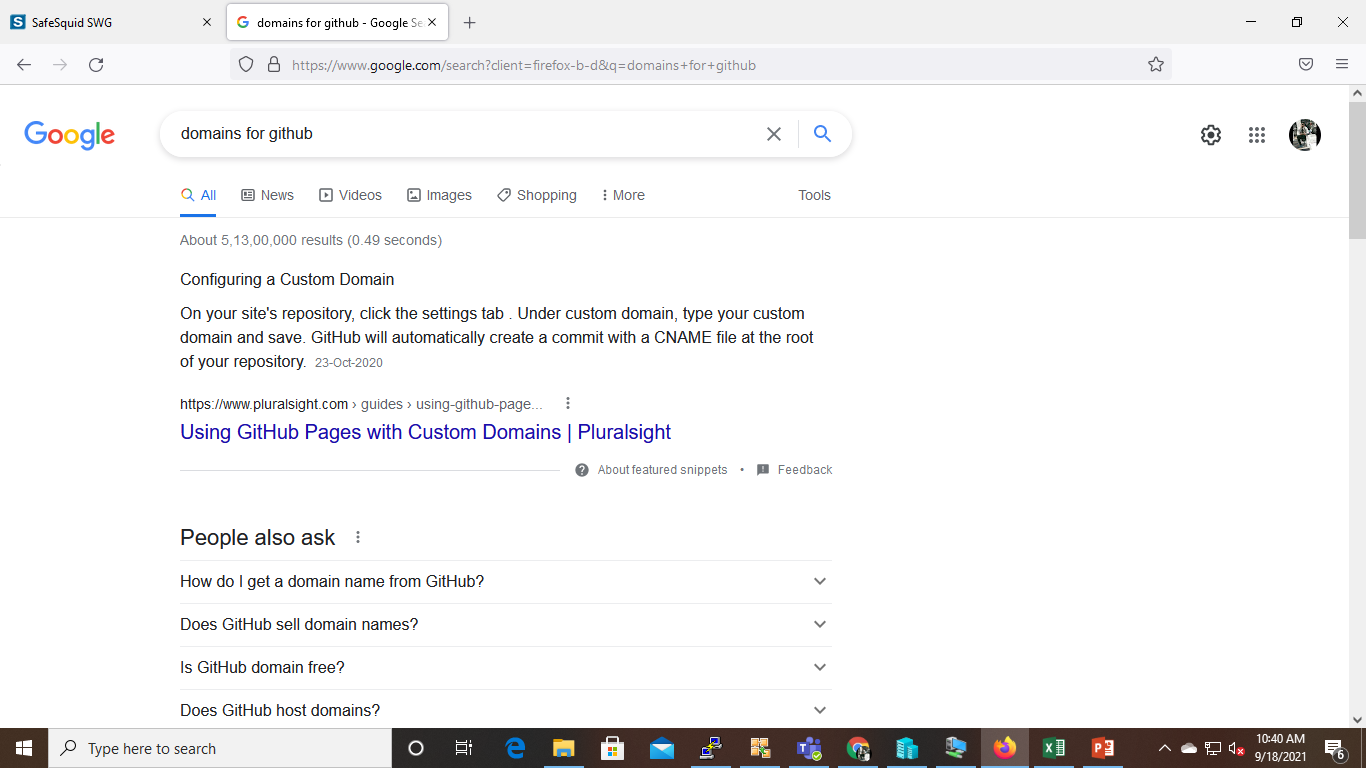 SafeSquid SWG
domains for github - Google Se
https://www.google.com/search?client=firefox-b-d&q=domains+for+github
Google
domains for github
All
News
Videos
Images
Shopping
More
Tools
About 5,13,00,000 results (0.49 seconds)
Configuring a Custom Domain
On your site's repository, click the settings tab . Under custom domain, type your custom
domain and save. GitHub will automatically create a commit with a CNAME file at the root
of your repository. 23-Oct-2020
https://www.pluralsight.com › guides › using-github-page...
Using GitHub Pages with Custom Domains | Pluralsight
About featured snippets • Feedback
People also ask
How do I get a domain name from GitHub?
Does GitHub sell domain names?
Is GitHub domain free?
Does GitHub host domains?
Type here to search
10:40 AM
9/18/2021
6